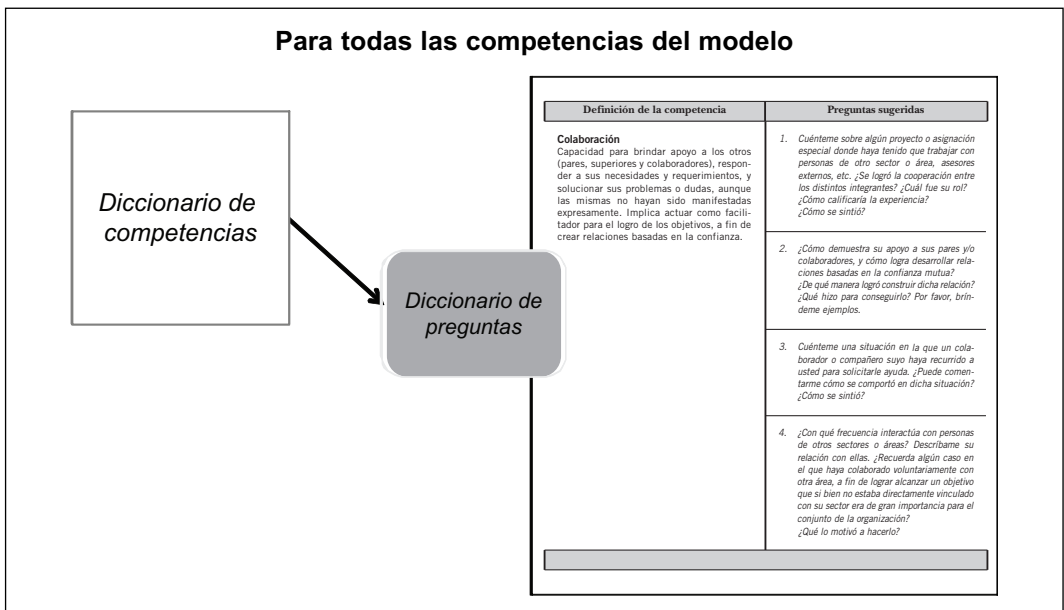 Para todas las competencias del modelo
Diccionario de
competencias
Diccionario de
preguntas
Definición de la competencia
Preguntas sugeridas
Colaboración
Capacidad para brindar apoyo a los otros
(pares, superiores y colaboradores), respon-
der a sus necesidades y requerimientos, y
solucionar sus problemas o dudas, aunque
las mismas no hayan sido manifestadas
expresamente. Implica actuar como facili-
tador para el logro de los objetivos, a fin de
crear relaciones basadas en la confianza.
1. Cuénteme sobre algún proyecto o asignación
especial donde haya tenido que trabajar con
personas de otro sector o área, asesores
externos, etc. ¿Se logró la cooperación entre
los distintos integrantes? ¿Cuál fue su rol?
¿Cómo calificaría la experiencia?
¿Cómo se sintió?
2. ¿Cómo demuestra su apoyo a sus pares y/o
colaboradores, y cómo logra desarrollar rela-
ciones basadas en la confianza mutua?
¿De qué manera logró construir dicha relación?
¿Qué hizo para conseguirlo? Por favor, brín-
deme ejemplos.
3. Cuénteme una situación en la que un cola-
borador o compañero suyo haya recurrido a
usted para solicitarle ayuda. ¿Puede comen-
tarme cómo se comportó en dicha situación?
¿Cómo se sintió?
4. ¿Con qué frecuencia interactúa con personas
de otros sectores o áreas? Descríbame su
relación con ellas. ¿Recuerda algún caso en
el que haya colaborado voluntariamente con
otra área, a fin de lograr alcanzar un objetivo
que si bien no estaba directamente vinculado
con su sector era de gran importancia para el
conjunto de la organización?
¿Qué lo motivó a hacerlo?